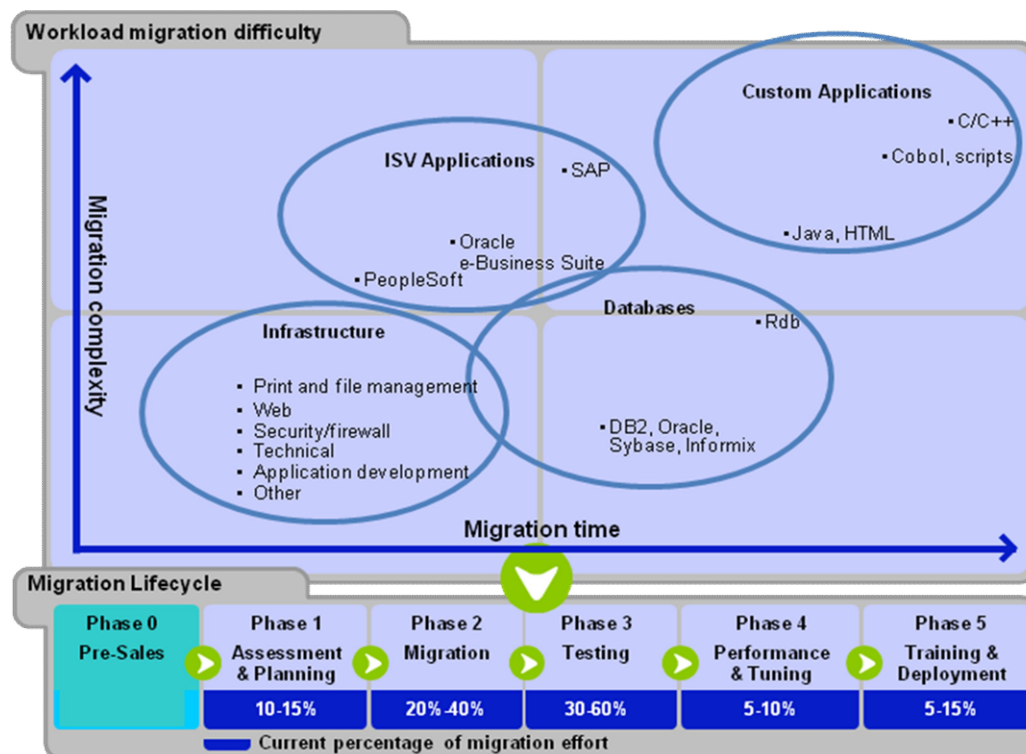 Workload migration difficulty
Migration complexity
Custom Applications
▪C/C++
▪Cobol, scripts
▪Java, HTML
ISV Applications
▪SAP
▪Oracle
e-Business Suite
▪PeopleSoft
Databases
▪Rdb
▪DB2, Oracle,
Sybase, Informix
Infrastructure
▪ Print and file management
▪ Web
▪ Security/firewall
▪ Technical
▪ Application development
▪ Other
Migration time
Migration Lifecycle
Phase 0
Pre-Sales
Phase 1
Assessment
& Planning
10-15%
Phase 2
Migration
20%-40%
Phase 3
Testing
30-60%
Phase 4
Performance
& Tuning
5-10%
Phase 5
Training &
Deployment
5-15%
Current percentage of migration effort